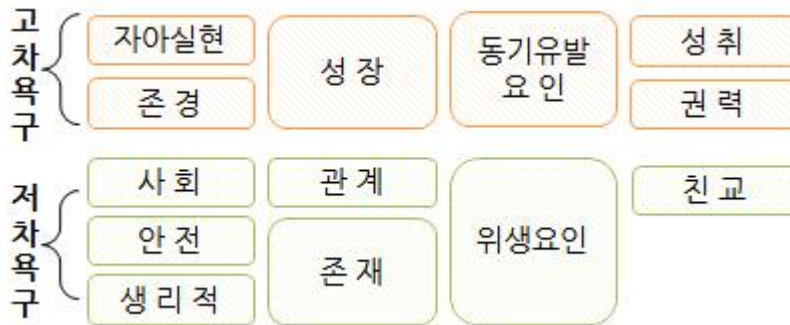 고차욕구
자아실현
존 경
성 장
동기유발
요 인
성 취
권 력
저차욕구
사 회
안 전
생 리 적
관 계
존 재
위생요인
친 교